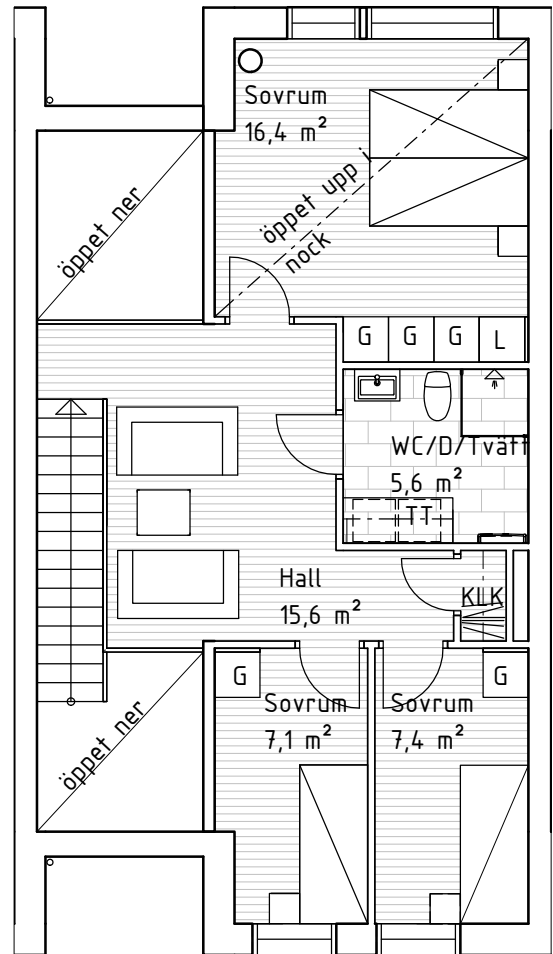 Sovrum
16,4 m²
öppet upp i
nock
öppet ner
G G G L
WC/D/Tvätt
5,6 m²
TT
Hall
15,6 m²
KLK
G
Sovrum
7,1 m²
G
Sovrum
7,4 m²
öppet ner